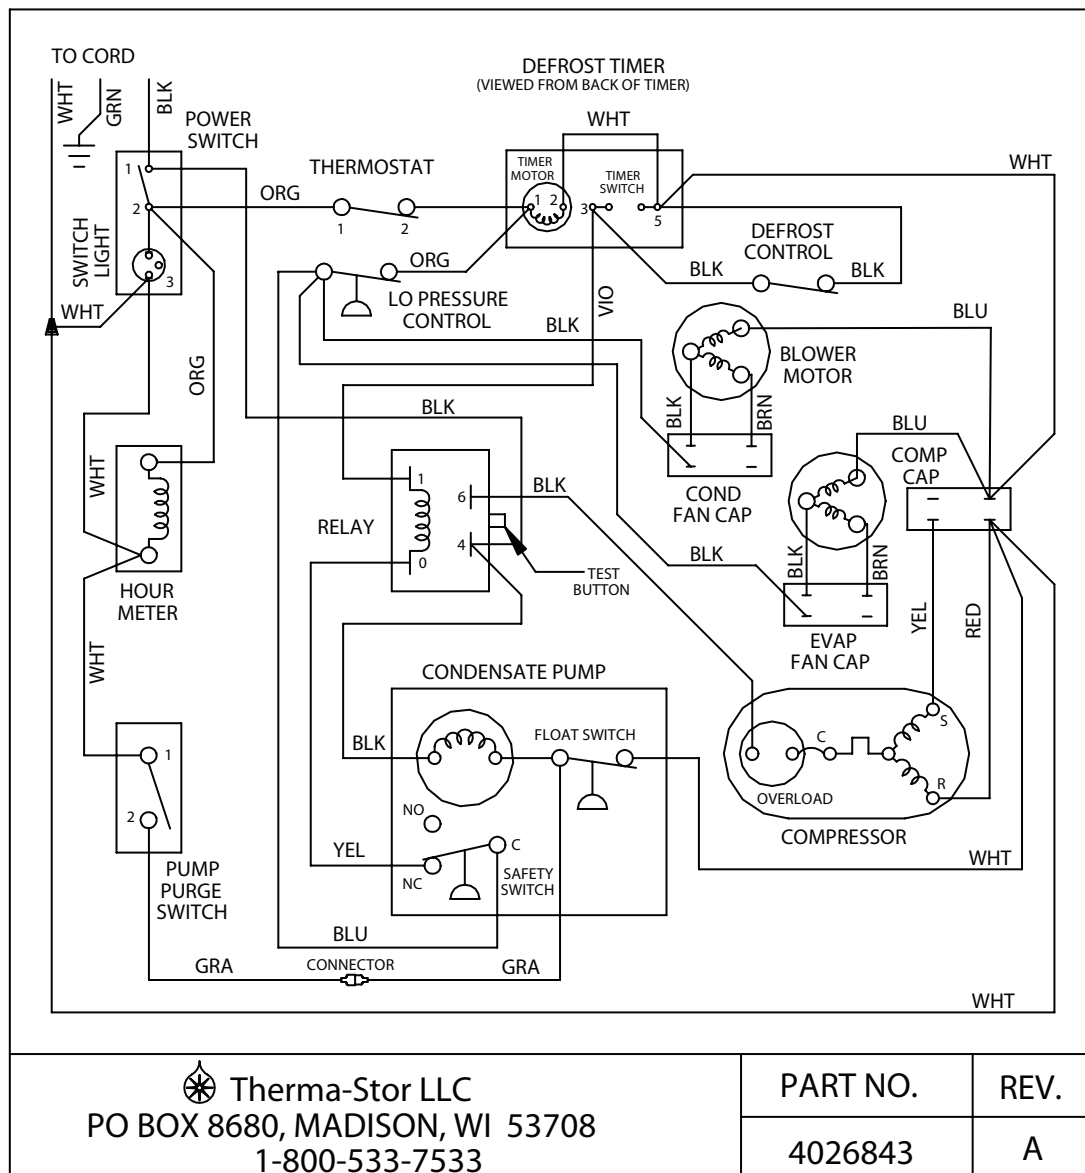 TO CORD
WHT
GRN
BLK
POWER
SWITCH
1
2
3
SWITCH
LIGHT
WHT
ORG
THERMOSTAT
1
2
DEFROST TIMER
(VIEWED FROM BACK OF TIMER)
WHT
TIMER
MOTOR
1
2
TIMER
SWITCH
3
5
WHT
DEFROST
CONTROL
BLK
BLK
ORG
LO PRESSURE
CONTROL
VIO
BLK
BLU
BLOWER
MOTOR
BLK
BRN
COND
FAN CAP
BLU
COMP
CAP
ORG
BLK
WHT
HOUR
METER
RELAY
1
0
6
4
BLK
TEST
BUTTON
BLK
BLK
BRN
EVAP
FAN CAP
YEL
RED
WHT
CONDENSATE PUMP
BLK
FLOAT SWITCH
NO
NC
C
SAFETY
SWITCH
YEL
C
S
R
OVERLOAD
COMPRESSOR
WHT
1
2
PUMP
PURGE
SWITCH
BLU
GRA
CONNECTOR
GRA
WHT
Therma-Stor LLC
PO BOX 8680, MADISON, WI 53708
1-800-533-7533
PART NO.
4026843
REV.
A